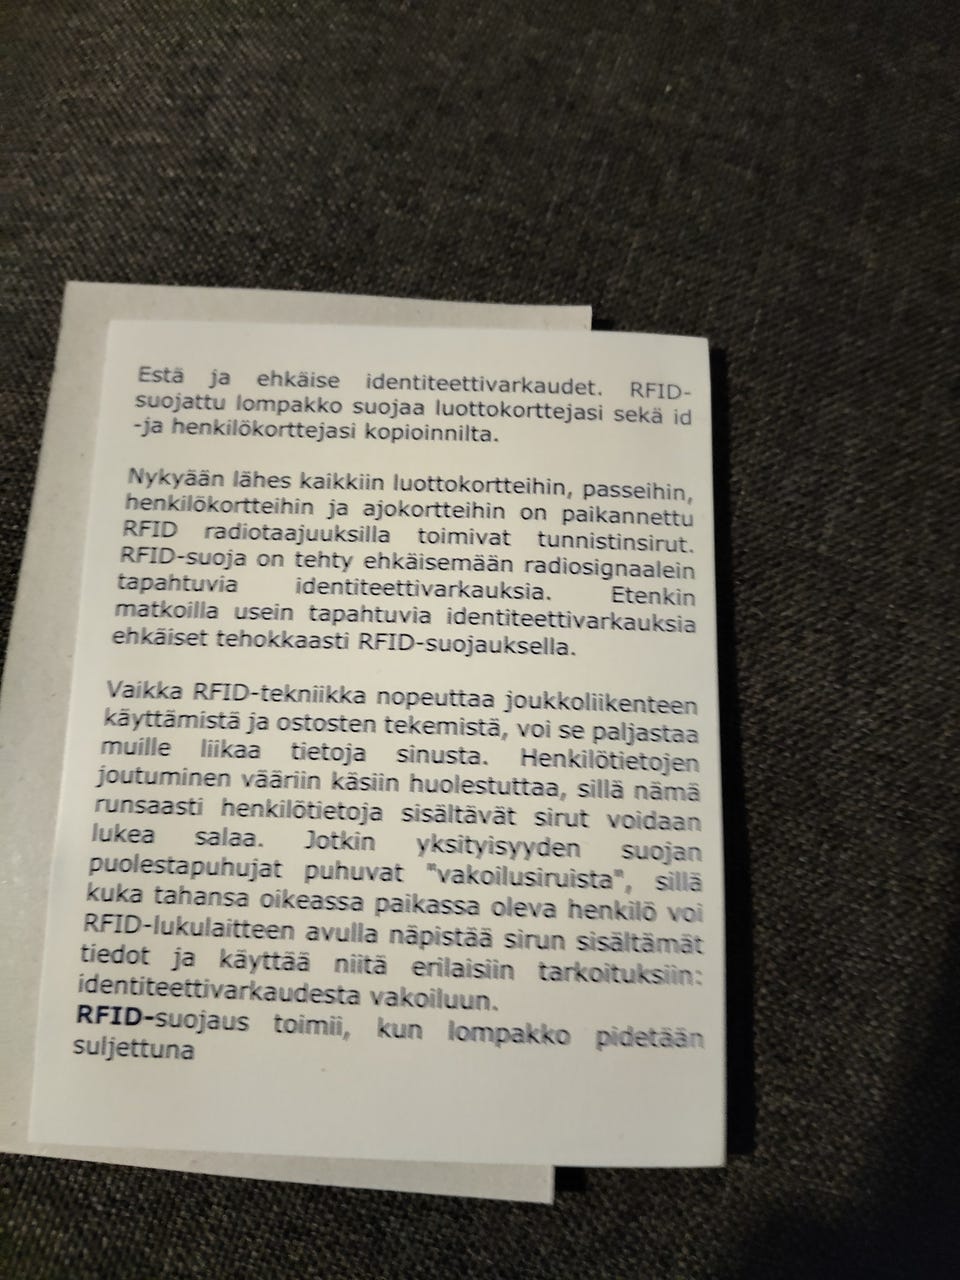 Estä ja ehkäise identiteettivarkaudet. RFID-
suojattu lompakko suojaa luottokorttejasi sekä id
-ja henkilökorttejasi kopioinnilta.
Nykyään lähes kaikkiin luottokortteihin, passeihin,
henkilökortteihin ja ajokortteihin on paikannettu
RFID radiotaajuuksilla toimivat tunnistinsirut.
RFID-suoja on tehty ehkäisemään radiosignaalein
tapahtuvia identiteettivarkauksia. Etenkin
matkoilla usein tapahtuvia identiteettivarkauksia
ehkäiset tehokkaasti RFID-suojauksella.
Vaikka RFID-tekniikka nopeuttaa joukkoliikenteen
käyttämistä ja ostosten tekemistä, voi se paljastaa
muille liikaa tietoja sinusta. Henkilötietojen
joutuminen vääriin käsiin huolestuttaa, sillä nämä
runsaasti henkilötietoja sisältävät sirut voidaan
lukea salaa. Jotkin yksityisyyden suojan
puolestapuhujat puhuvat "vakoilusiruista", sillä
kuka tahansa oikeassa paikassa oleva henkilö voi
RFID-lukulaitteen avulla näpistää sirun sisältämät
tiedot ja käyttää niitä erilaisiin tarkoituksiin:
identiteettivarkaudesta vakoiluun.
RFID-suojaus toimii, kun lompakko pidetään
suljettuna